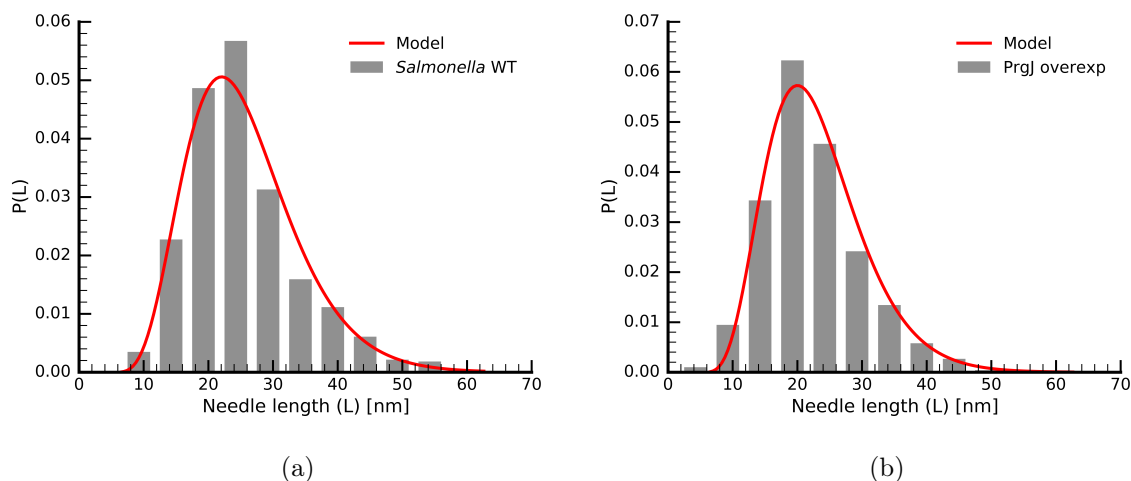 0.06
0.05
0.04
0.03
0.02
0.01
0.00
P(L)
Model
Salmonella WT
0 10 20 30 40 50 60 70
Needle length (L) [nm]
(a)
0.07
0.06
0.05
0.04
0.03
0.02
0.01
0.00
P(L)
Model
PrgJ overexp
0 10 20 30 40 50 60 70
Needle length (L) [nm]
(b)